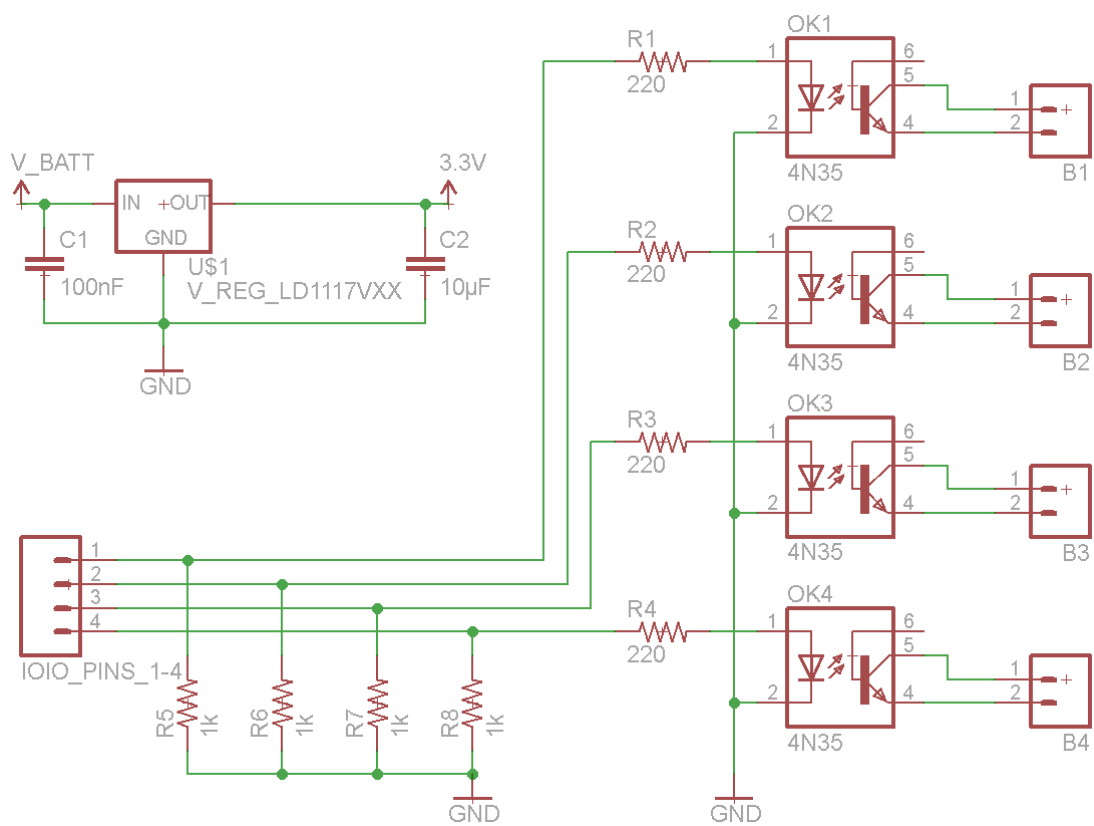 V_BATT
3.3V
IN
+OUT
GND
C1
100nF
C2
10µF
U$1
V_REG_LD1117VXX
GND
R1
220
OK1
1
2
6
5
4
4N35
1
2
B1
R2
220
OK2
1
2
6
5
4
4N35
1
2
B2
R3
220
OK3
1
2
6
5
4
4N35
1
2
B3
R4
220
OK4
1
2
6
5
4
4N35
1
2
B4
1
2
3
4
IOIO_PINS_1-4
R5
1k
R6
1k
R7
1k
R8
1k
GND
GND